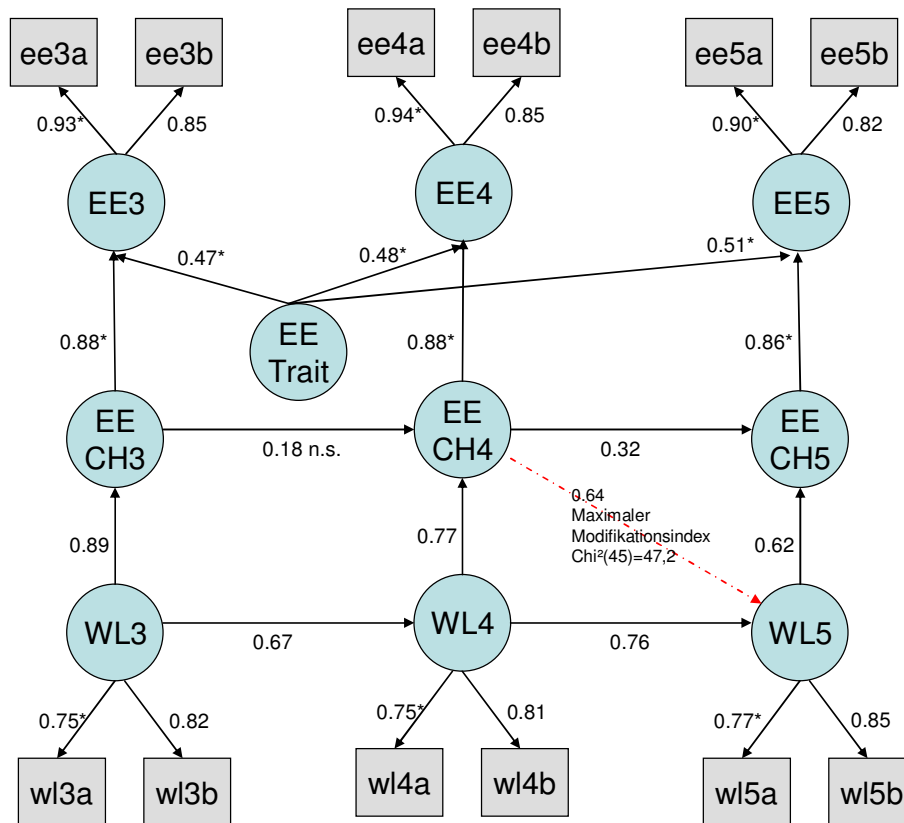 ee3a
ee3b
ee4a
ee4b
ee5a
ee5b
0.93*
0.85
0.94*
0.85
0.90*
0.82
EE3
EE4
EE5
0.47*
0.48*
0.51*
EE
Trait
0.88*
0.88*
0.86*
EE
CH3
EE
CH4
EE
CH5
0.18 n.s.
0.32
0.64
Maximaler
Modifikationsindex
Chi²(45)=47,2
0.89
0.77
0.62
WL3
WL4
WL5
0.67
0.76
0.75*
0.82
0.75*
0.81
0.77*
0.85
wl3a
wl3b
wl4a
wl4b
wl5a
wl5b